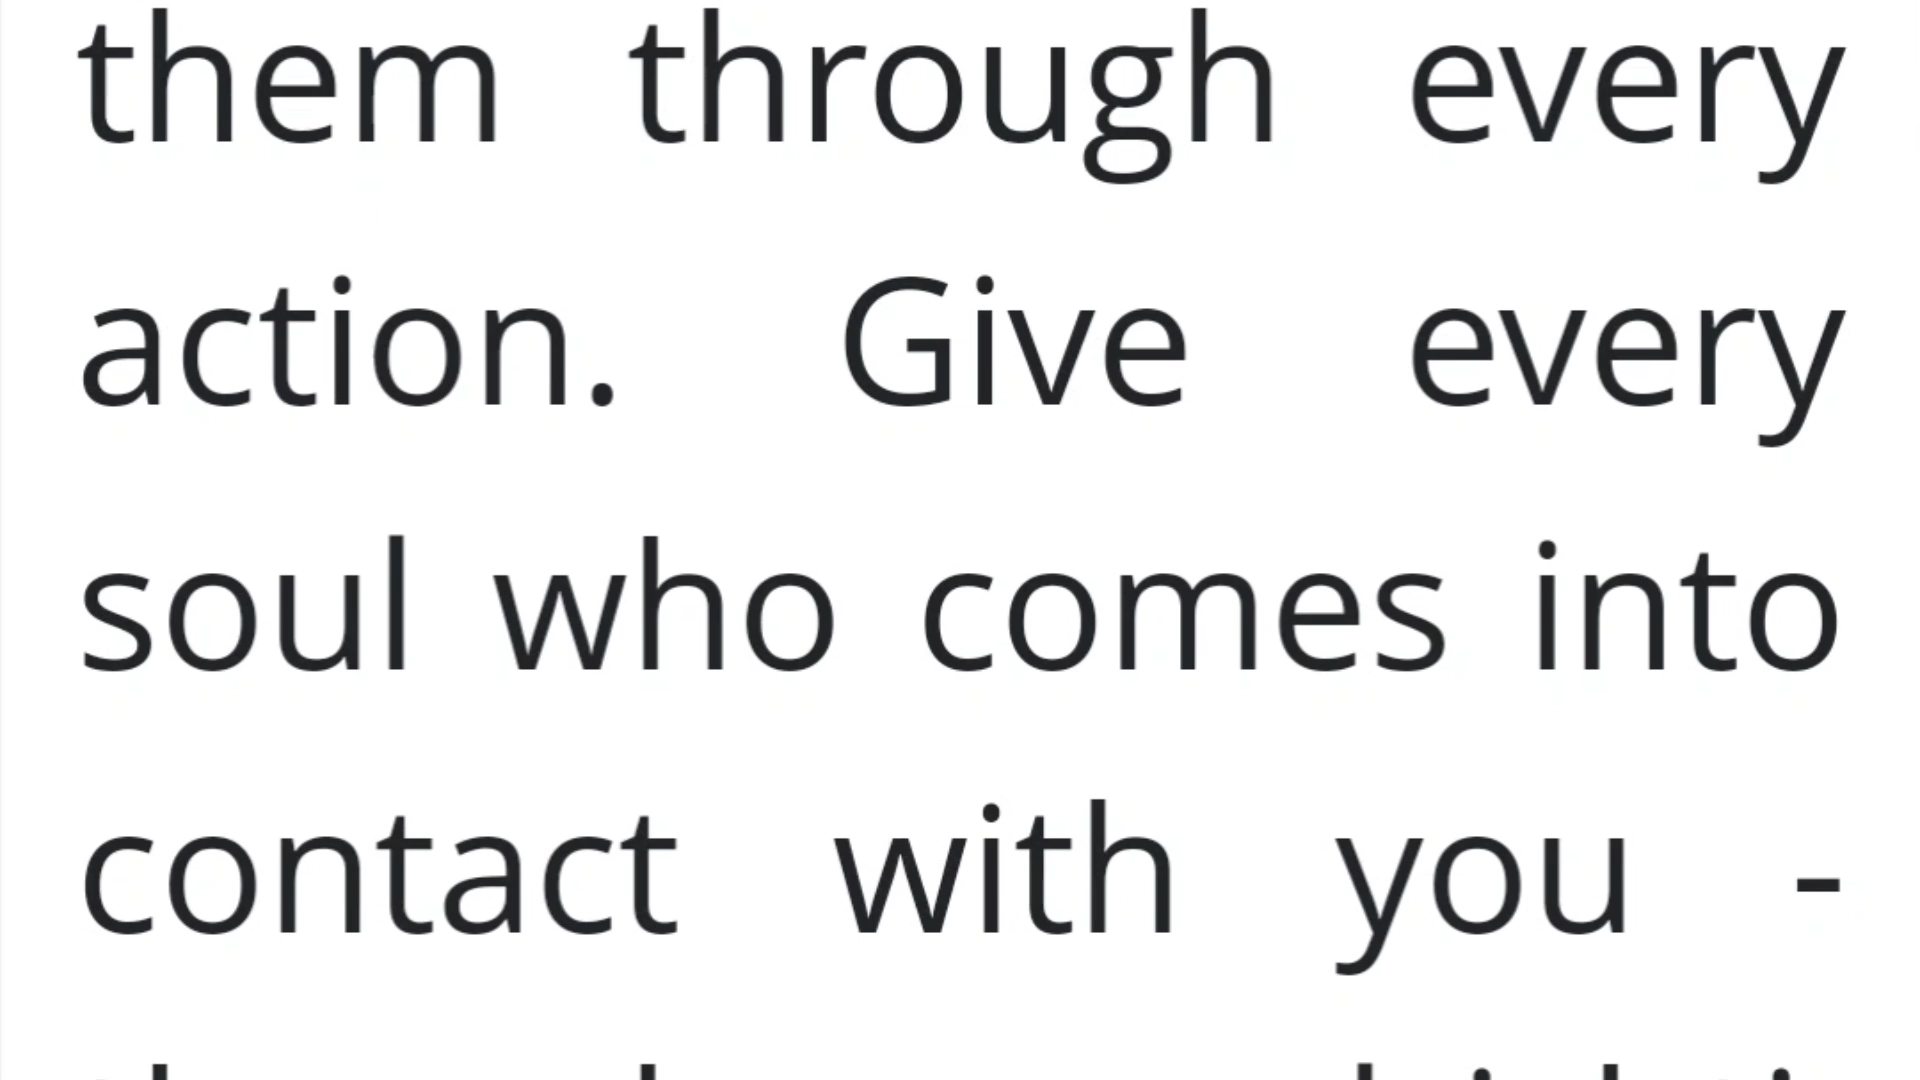 them through every
action. Give every
soul who comes into
contact with you -